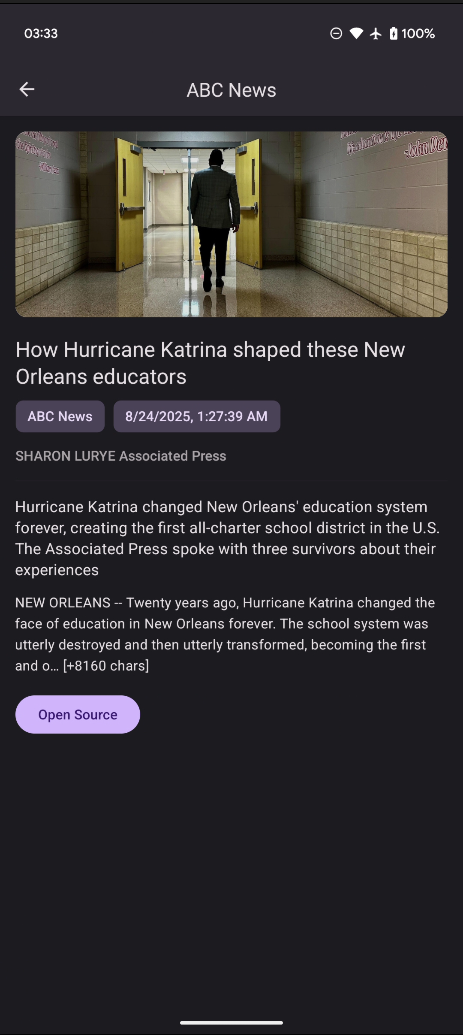 03:33
100%
ABC News
How Hurricane Katrina shaped these New
Orleans educators
ABC News
8/24/2025, 1:27:39 AM
SHARON LURYE Associated Press
Hurricane Katrina changed New Orleans' education system
forever, creating the first all-charter school district in the U.S.
The Associated Press spoke with three survivors about their
experiences
NEW ORLEANS -- Twenty years ago, Hurricane Katrina changed the
face of education in New Orleans forever. The school system was
utterly destroyed and then utterly transformed, becoming the first
and o… [+8160 chars]
Open Source